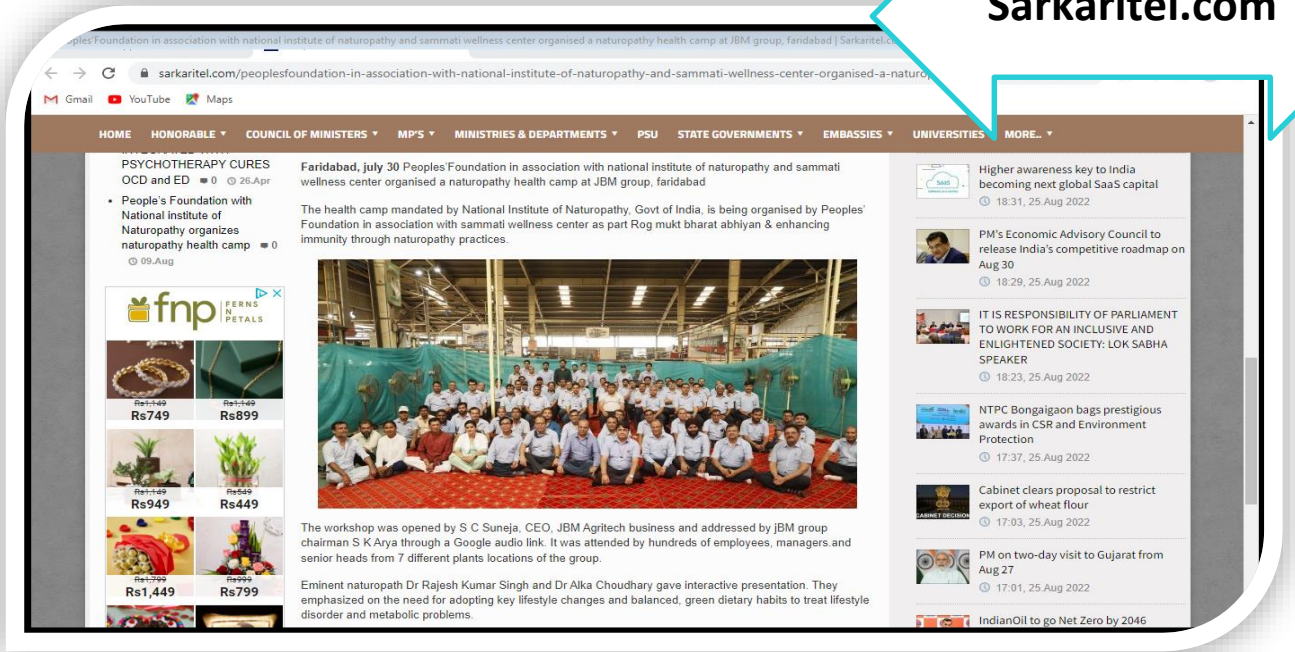 Sarkaritel.com
Peoples'Foundation in association with national institute of naturopathy and sammati wellness center organised a naturopathy health camp at JBM group, faridabad | Sarkaritel.
sarkaritel.com/peoplesfoundation-in-association-with-national-institute-of-naturopathy-and-sammati-wellness-center-organised-a-naturop
Gmail YouTube Maps
HOME HONORABLE COUNCIL OF MINISTERS MP'S MINISTRIES & DEPARTMENTS PSU STATE GOVERNMENTS EMBASSIES UNIVERSITIES MORE..
PSYCHOTHERAPY CURES
OCD and ED 0 26.Apr
People's Foundation with
National institute of
Naturopathy organizes
naturopathy health camp 0
09.Aug
fnp FERNS
N
PETALS
Rs1,149 Rs1,149
Rs749 Rs899
Rs1,149 Rs549
Rs949 Rs449
Rs1,799 Rs999
Rs1,449 Rs799
Faridabad, july 30 Peoples'Foundation in association with national institute of naturopathy and sammati
wellness center organised a naturopathy health camp at JBM group, faridabad
The health camp mandated by National Institute of Naturopathy, Govt of India, is being organised by Peoples'
Foundation in association with sammati wellness center as part Rog mukt bharat abhiyan & enhancing
immunity through naturopathy practices.
The workshop was opened by S C Suneja, CEO, JBM Agritech business and addressed by jBM group
chairman S K Arya through a Google audio link. It was attended by hundreds of employees, managers and
senior heads from 7 different plants locations of the group.
Eminent naturopath Dr Rajesh Kumar Singh and Dr Alka Choudhary gave interactive presentation. They
emphasized on the need for adopting key lifestyle changes and balanced, green dietary habits to treat lifestyle
disorder and metabolic problems.
SAAS
Higher awareness key to India
becoming next global SaaS capital
18:31, 25.Aug 2022
PM's Economic Advisory Council to
release India's competitive roadmap on
Aug 30
18:29, 25.Aug 2022
IT IS RESPONSIBILITY OF PARLIAMENT
TO WORK FOR AN INCLUSIVE AND
ENLIGHTENED SOCIETY: LOK SABHA
SPEAKER
18:23, 25.Aug 2022
NTPC Bongaigaon bags prestigious
awards in CSR and Environment
Protection
17:37, 25.Aug 2022
CABINET DECISION
Cabinet clears proposal to restrict
export of wheat flour
17:03, 25.Aug 2022
PM on two-day visit to Gujarat from
Aug 27
17:01, 25.Aug 2022
IndianOil to go Net Zero by 2046